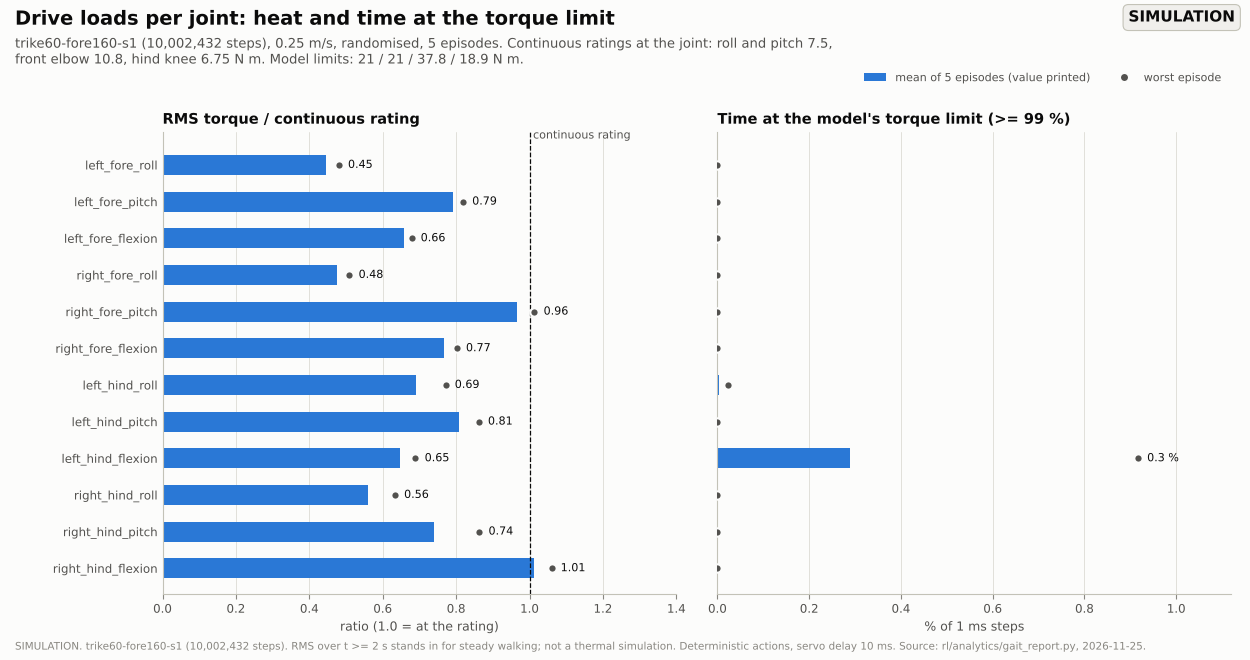 Drive loads per joint: heat and time at the torque limit
SIMULATION
trike60-fore160-s1 (10,002,432 steps), 0.25 m/s, randomised, 5 episodes. Continuous ratings at the joint: roll and pitch 7.5,
front elbow 10.8, hind knee 6.75 N m. Model limits: 21 / 21 / 37.8 / 18.9 N m.
mean of 5 episodes (value printed)
worst episode
RMS torque / continuous rating
continuous rating
left_fore_roll
0.45
left_fore_pitch
0.79
left_fore_flexion
0.66
right_fore_roll
0.48
right_fore_pitch
0.96
right_fore_flexion
0.77
left_hind_roll
0.69
left_hind_pitch
0.81
left_hind_flexion
0.65
right_hind_roll
0.56
right_hind_pitch
0.74
right_hind_flexion
1.01
0.0 0.2 0.4 0.6 0.8 1.0 1.2 1.4
ratio (1.0 = at the rating)
Time at the model's torque limit (>= 99 %)
0.3 %
0.0 0.2 0.4 0.6 0.8 1.0
% of 1 ms steps
SIMULATION. trike60-fore160-s1 (10,002,432 steps). RMS over t >= 2 s stands in for steady walking; not a thermal simulation. Deterministic actions, servo delay 10 ms. Source: rl/analytics/gait_report.py, 2026-11-25.